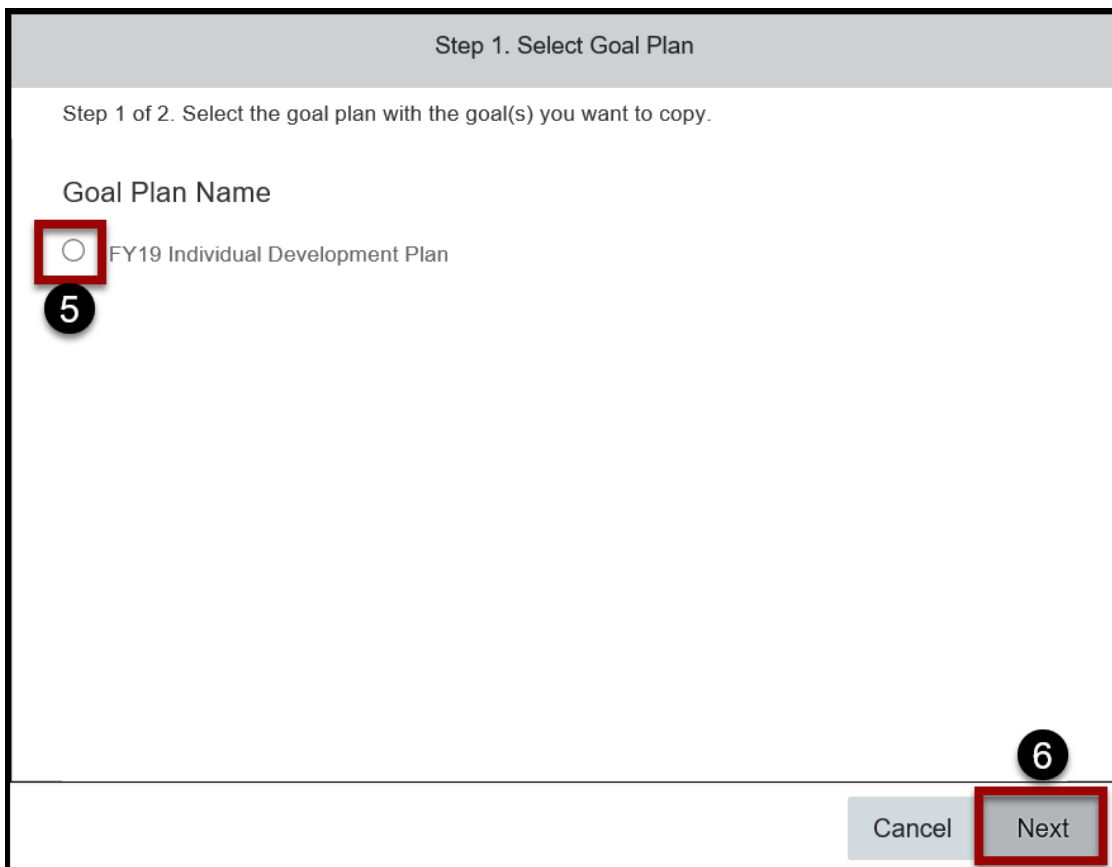 Step 1. Select Goal Plan
Step 1 of 2. Select the goal plan with the goal(s) you want to copy.
Goal Plan Name
FY19 Individual Development Plan
5
6
Cancel Next